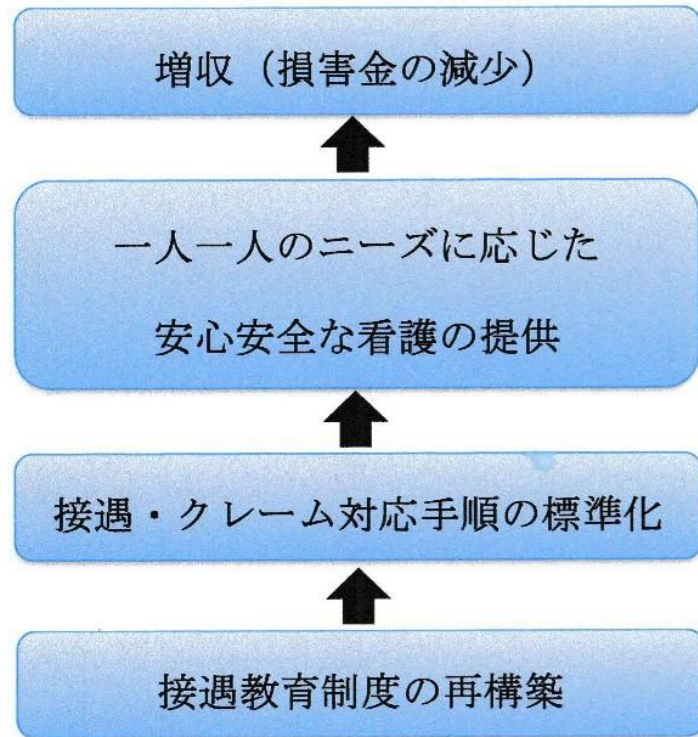 増収（損害金の減少）
一人一人のニーズに応じた
安心安全な看護の提供
接遇・クレーム対応手順の標準化
接遇教育制度の再構築